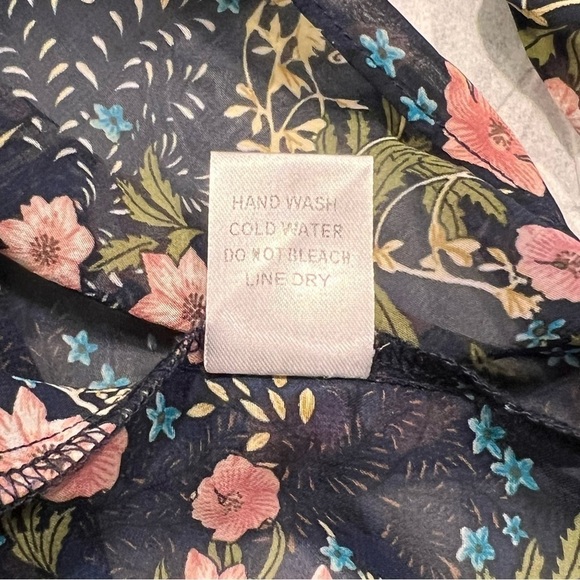 HAND WASH
COLD WATER
DO NOT BLEACH
LINE DRY